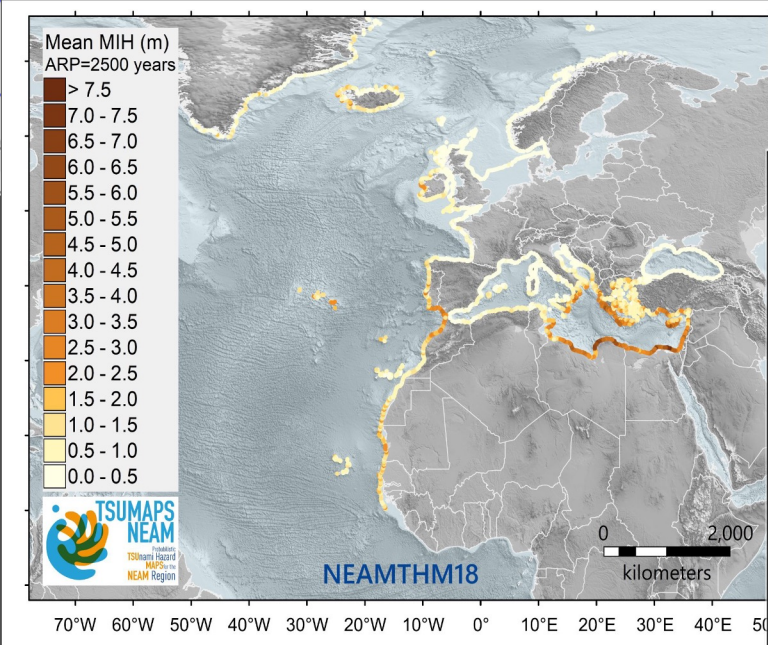 Mean MIH (m)
ARP=2500 years
> 7.5
7.0 - 7.5
6.5 - 7.0
6.0 - 6.5
5.5 - 6.0
5.0 - 5.5
4.5 - 5.0
4.0 - 4.5
3.5 - 4.0
3.0 - 3.5
2.5 - 3.0
2.0 - 2.5
1.5 - 2.0
1.0 - 1.5
0.5 - 1.0
0.0 - 0.5
TSUMAPS
NEAM
Probabilistic
TSUnami Hazard
MAPS for the
NEAM Region
NEAMTHM18
0 2,000
kilometers
70°W 60°W 50°W 40°W 30°W 20°W 10°W 0° 10°E 20°E 30°E 40°E 50